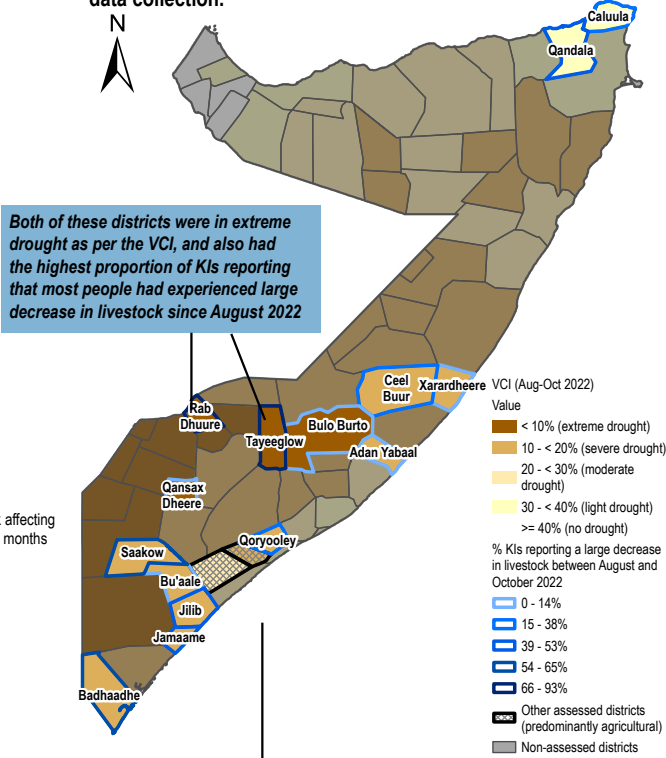 data collection.
N
Caluula
Qandala
Both of these districts were in extreme
drought as per the VCI, and also had
the highest proportion of KIs reporting
that most people had experienced large
decrease in livestock since August 2022
Rab
Dhuure
Tayeeglow
Ceel
Buur
Xarardheere
Bulo Burto
Adan Yabaal
Qansax
Dheere
Saakow
Qoryooley
Bu'aale
Jilib
Jamaame
Badhaadhe
affecting
months
VCI (Aug-Oct 2022)
Value
< 10% (extreme drought)
10 - < 20% (severe drought)
20 - < 30% (moderate
drought)
30 - < 40% (light drought)
>= 40% (no drought)
% KIs reporting a large decrease
in livestock between August and
October 2022
0 - 14%
15 - 38%
39 - 53%
54 - 65%
66 - 93%
Other assessed districts
(predominantly agricultural)
Non-assessed districts